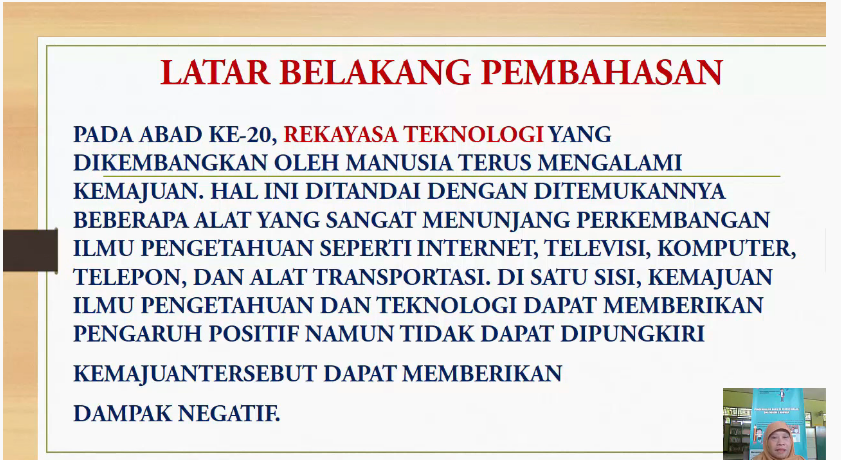 LATAR BELAKANG PEMBAHASAN
PADA ABAD KE-20, REKAYASA TEKNOLOGI YANG
DIKEMBANGKAN OLEH MANUSIA TERUS MENGALAMI
KEMAJUAN. HAL INI DITANDAI DENGAN DITEMUKANNYA
BEBERAPA ALAT YANG SANGAT MENUNJANG PERKEMBANGAN
ILMU PENGETAHUAN SEPERTI INTERNET, TELEVISI, KOMPUTER,
TELEPON, DAN ALAT TRANSPORTASI. DI SATU SISI, KEMAJUAN
ILMU PENGETAHUAN DAN TEKNOLOGI DAPAT MEMBERIKAN
PENGARUH POSITIF NAMUN TIDAK DAPAT DIPUNGKIRI
KEMAJUANTERSEBUT DAPAT MEMBERIKAN
DAMPAK NEGATIF.